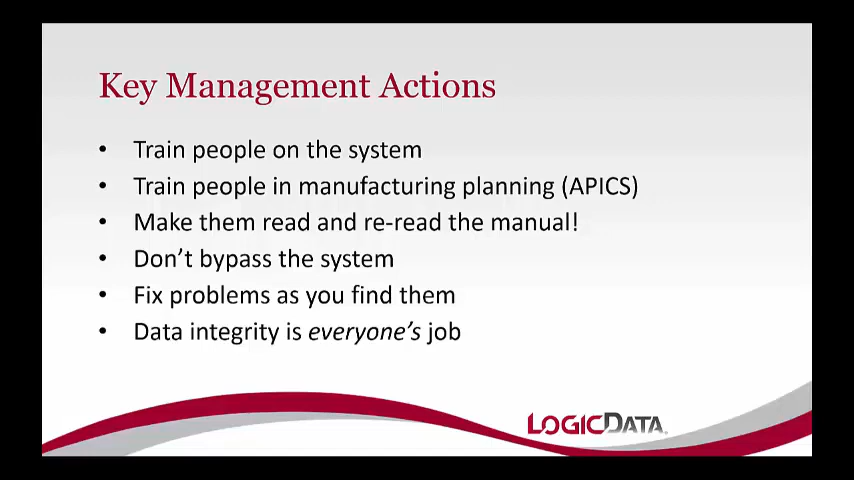 Key Management Actions
• Train people on the system
• Train people in manufacturing planning (APICS)
• Make them read and re-read the manual!
• Don’t bypass the system
• Fix problems as you find them
• Data integrity is everyone’s job
LOGICDATA